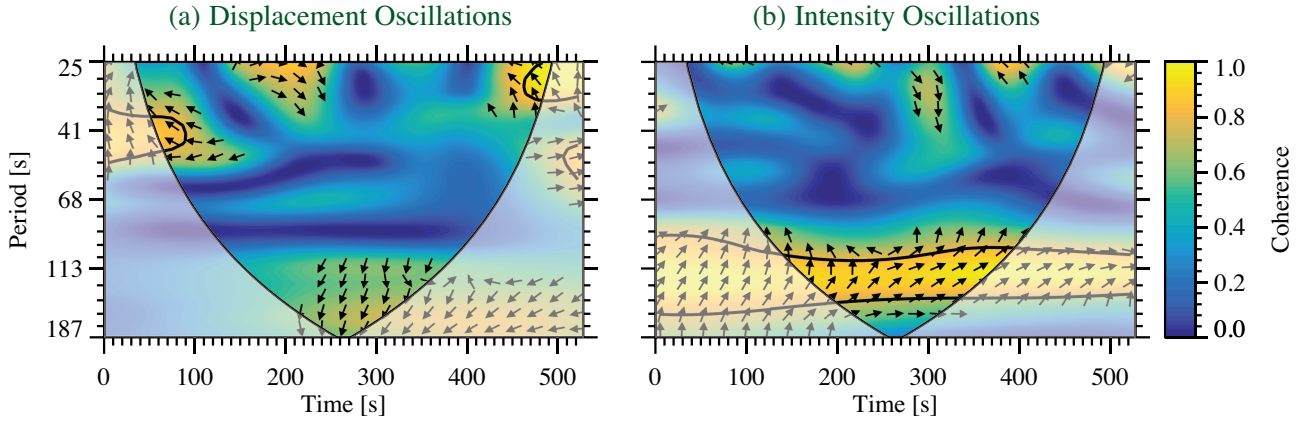 (a) Displacement Oscillations
(b) Intensity Oscillations
Period [s]
25
41
68
113
187
0 100 200 300 400 500
Time [s]
0 100 200 300 400 500
Time [s]
1.0
0.8
0.6
0.4
0.2
0.0
Coherence